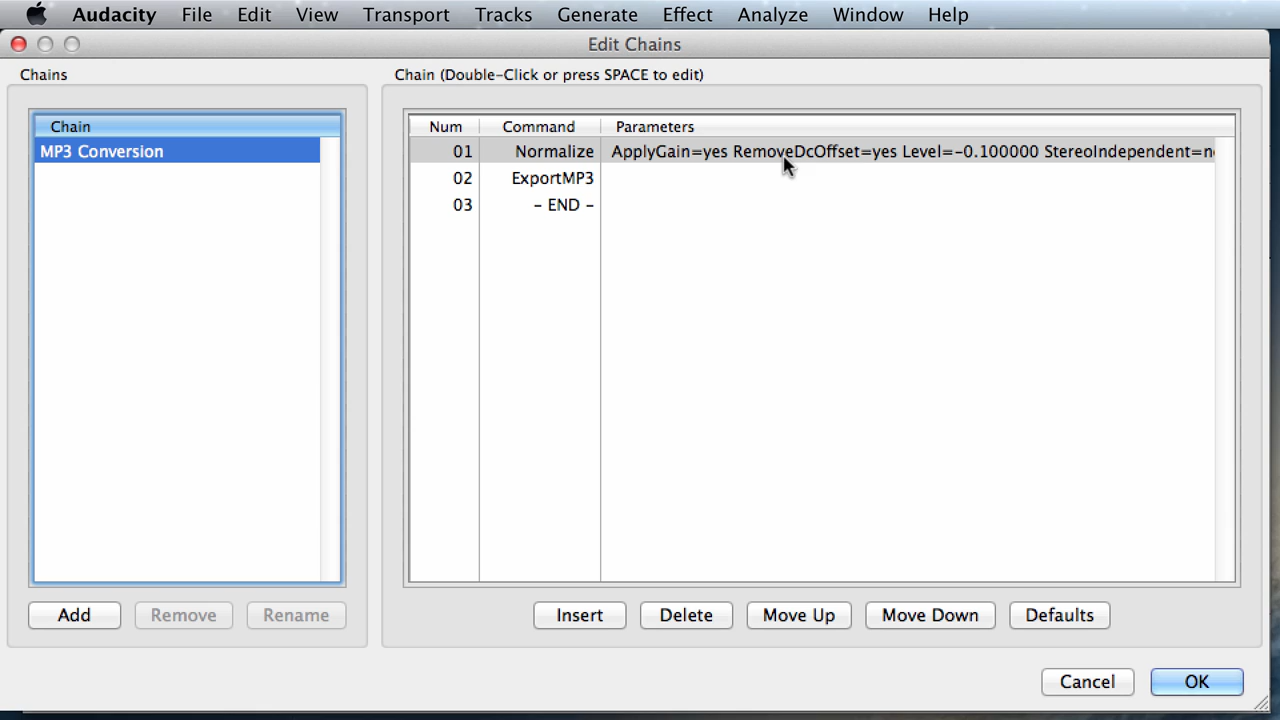 Audacity File Edit View Transport Tracks Generate Effect Analyze Window Help
Edit Chains
Chains
Chain (Double-Click or press SPACE to edit)
Chain
Num Command Parameters
MP3 Conversion
01 Normalize ApplyGain=yes RemoveDcOffset=yes Level=-0.100000 StereoIndependent=n
02 ExportMP3
03 - END -
Add Remove Rename
Insert Delete Move Up Move Down Defaults
Cancel OK